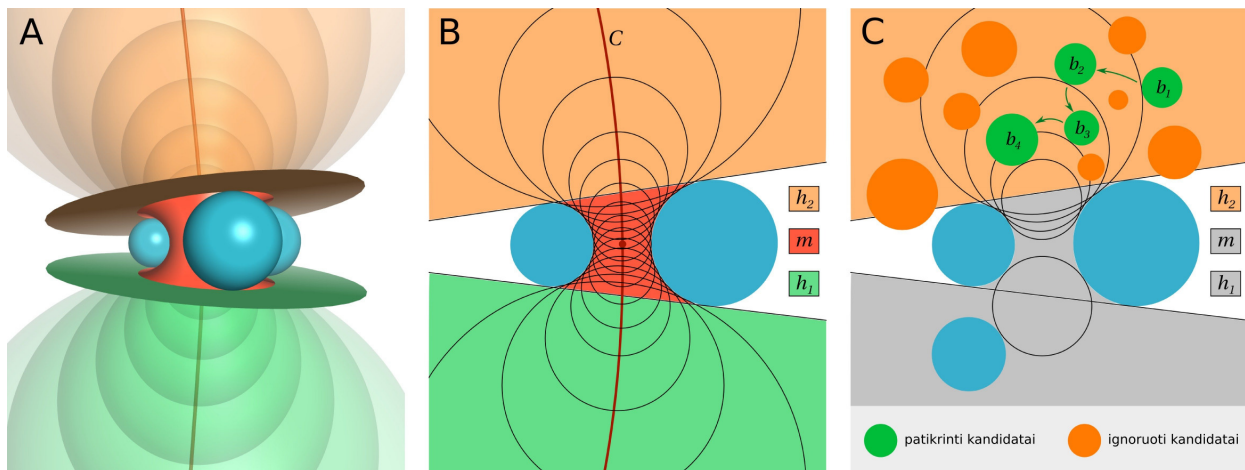 A
B
C
h₂
m
h₁
C
C
b₂
b₁
b₃
b₄
h₂
m
h₁
patikrinti kandidatai
ignoruoti kandidatai